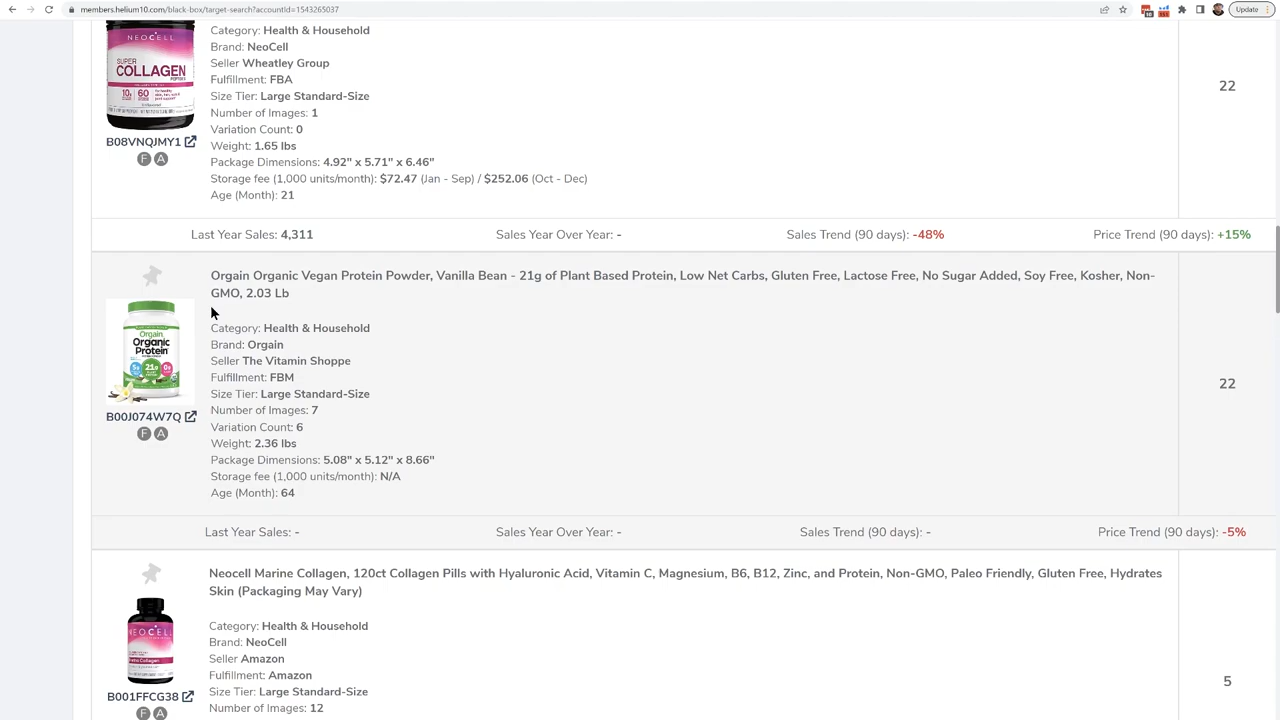 members.helium10.com/black-box/target-search?accountId=1543265037
Update
NEOCELL
SUPER
COLLAGEN
PEPTIDES
10g
60
B08VNQJMY1
F A
Category: Health & Household
Brand: NeoCell
Seller Wheatley Group
Fulfillment: FBA
Size Tier: Large Standard-Size
Number of Images: 1
Variation Count: 0
Weight: 1.65 lbs
Package Dimensions: 4.92" x 5.71" x 6.46"
Storage fee (1,000 units/month): $72.47 (Jan - Sep) / $252.06 (Oct - Dec)
Age (Month): 21
22
Last Year Sales: 4,311
Sales Year Over Year: -
Sales Trend (90 days): -48%
Price Trend (90 days): +15%
Orgain Organic Vegan Protein Powder, Vanilla Bean - 21g of Plant Based Protein, Low Net Carbs, Gluten Free, Lactose Free, No Sugar Added, Soy Free, Kosher, Non-
GMO, 2.03 Lb
Orgain
Organic
Protein
21g
B00J074W7Q
F A
Category: Health & Household
Brand: Orgain
Seller The Vitamin Shoppe
Fulfillment: FBM
Size Tier: Large Standard-Size
Number of Images: 7
Variation Count: 6
Weight: 2.36 lbs
Package Dimensions: 5.08" x 5.12" x 8.66"
Storage fee (1,000 units/month): N/A
Age (Month): 64
22
Last Year Sales: -
Sales Year Over Year: -
Sales Trend (90 days): -
Price Trend (90 days): -5%
Neocell Marine Collagen, 120ct Collagen Pills with Hyaluronic Acid, Vitamin C, Magnesium, B6, B12, Zinc, and Protein, Non-GMO, Paleo Friendly, Gluten Free, Hydrates
Skin (Packaging May Vary)
NEOCELL
B001FFCG38
F A
Category: Health & Household
Brand: NeoCell
Seller Amazon
Fulfillment: Amazon
Size Tier: Large Standard-Size
Number of Images: 12
5